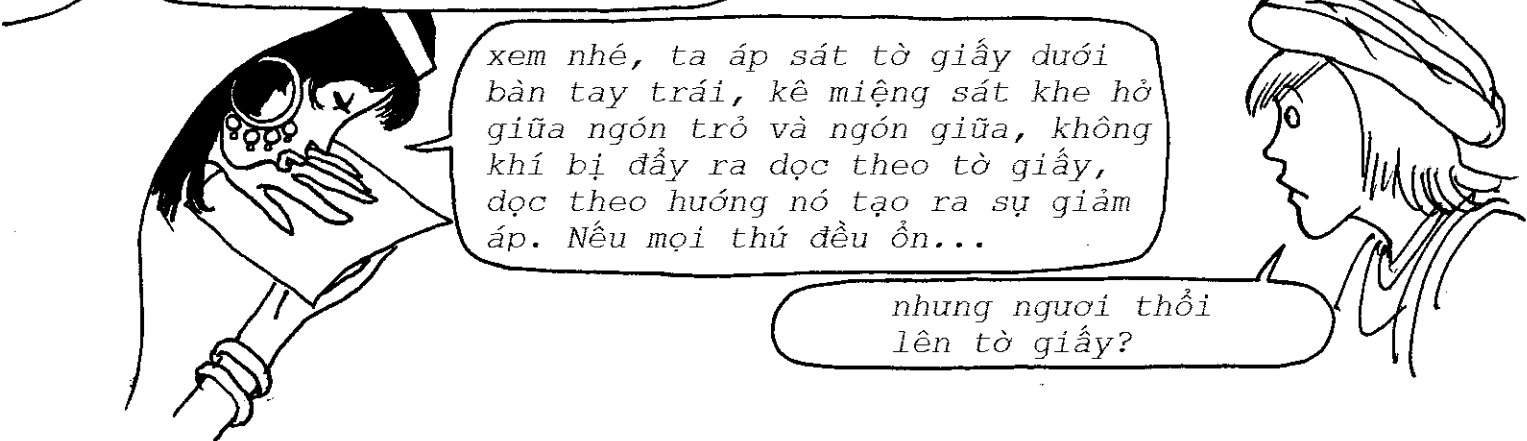 xem nhé, ta áp sát tờ giấy dưới
bàn tay trái, kê miệng sát khe hở
giữa ngón trỏ và ngón giữa, không
khí bị đẩy ra dọc theo tờ giấy,
dọc theo hướng nó tạo ra sự giảm
áp. Nếu mọi thứ đều ổn...
nhưng ngươi thổi
lên tờ giấy?